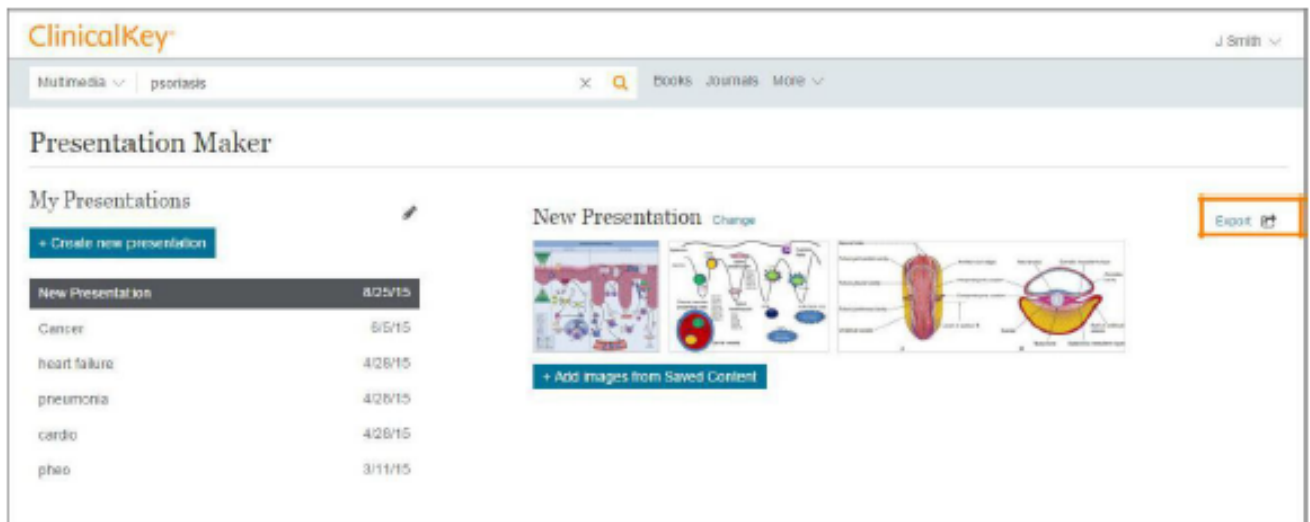 ClinicalKey
J Smith
Multimedia psoriasis Books Journals More
Presentation Maker
My Presentations
+ Create new presentation
New Presentation 8/25/15
Cancer 6/5/15
heart failure 4/28/15
pneumonia 4/28/15
cardio 4/28/15
pheo 3/11/15
New Presentation Change
Export
+ Add images from Saved Content